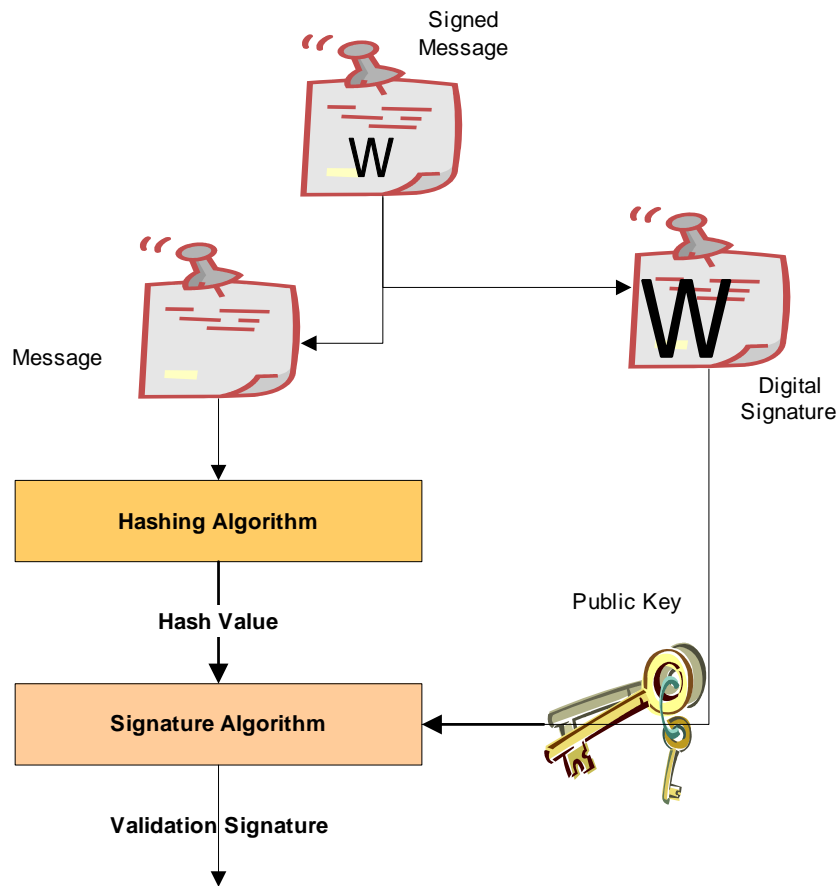 Signed
Message
W
W
Message
Digital
Signature
Hashing Algorithm
Public Key
Hash Value
Signature Algorithm
Validation Signature